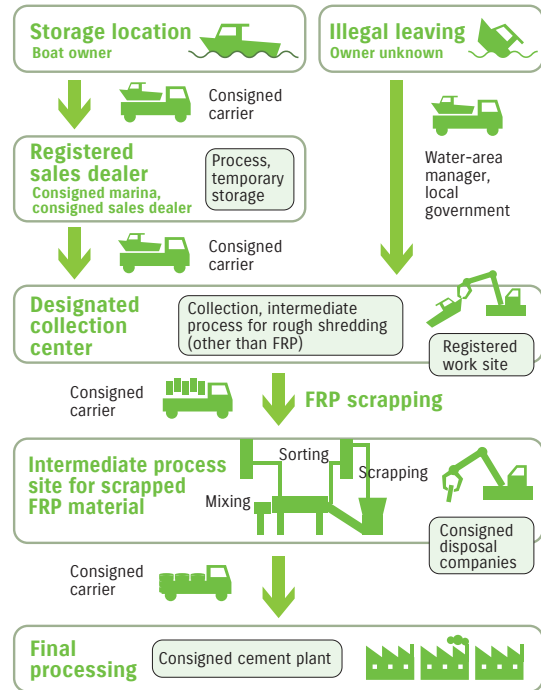 Storage location
Boat owner
Illegal leaving
Owner unknown
Consigned
carrier
Water-area
manager,
local
government
Registered
sales dealer
Consigned marina,
consigned sales dealer
Process,
temporary
storage
Consigned
carrier
Designated
collection
center
Collection, intermediate
process for rough shredding
(other than FRP)
Registered
work site
Consigned
carrier
FRP scrapping
Intermediate process
site for scrapped
FRP material
Sorting
Scrapping
Mixing
Consigned
disposal
companies
Consigned
carrier
Final
processing
Consigned cement plant